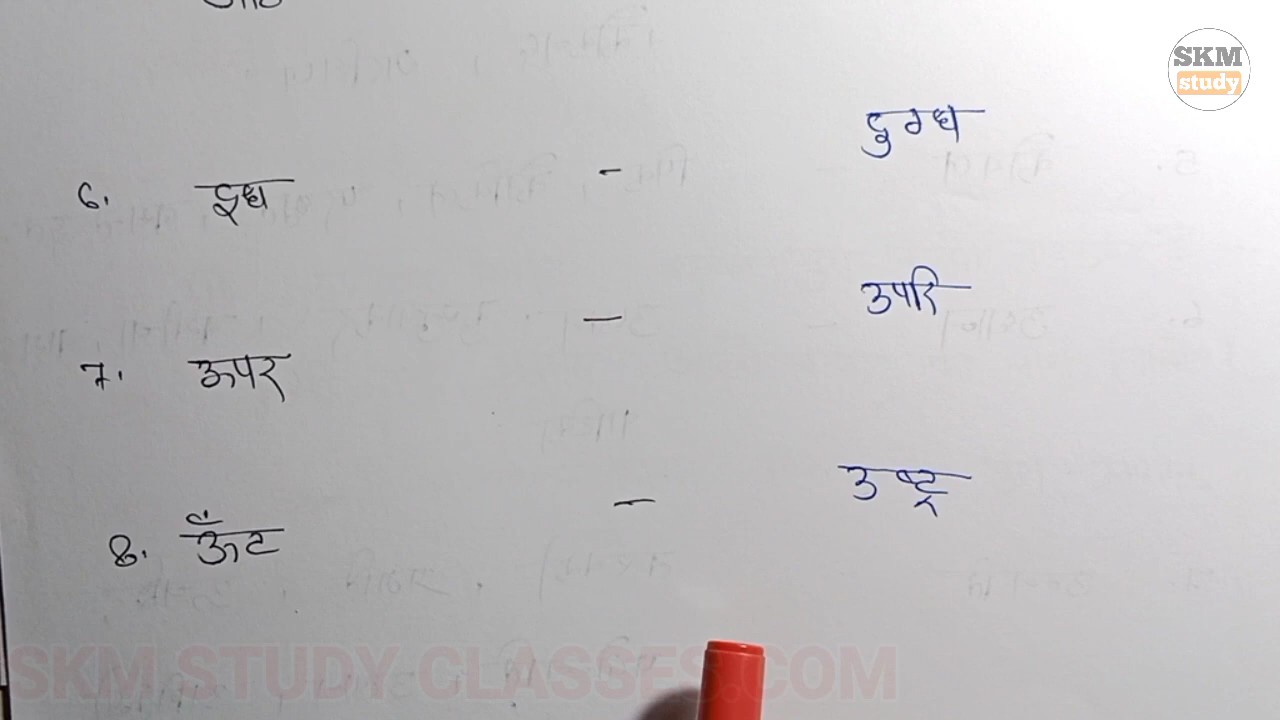 SKM
study
दुग्ध
6. दूध -
उपरि
7. ऊपर -
उष्ट्र
8. ऊँट -
SKM STUDY CLASSES.COM